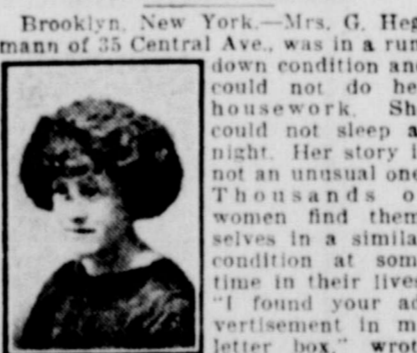 Brooklyn, New York.—Mrs. G. Heg
mann of 35 Central Ave., was in a run
down condition and
could not do he
housework. Sh
could not sleep a
night. Her story i
not an unusual one
Thousands o
women find them
selves in a simila
condition at som
time in their lives
"I found your ad
vertisement in m
letter box," wrot